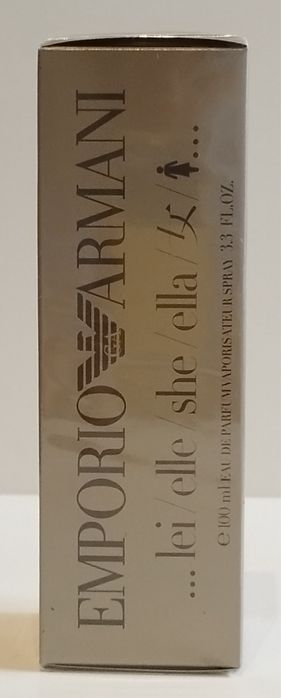 EMPORIO ARMANI
...lei/elle/she/ella/女/...
e 100 ml EAU DE PARFUM VAPORISATEUR SPRAY 3.3 FL.OZ.